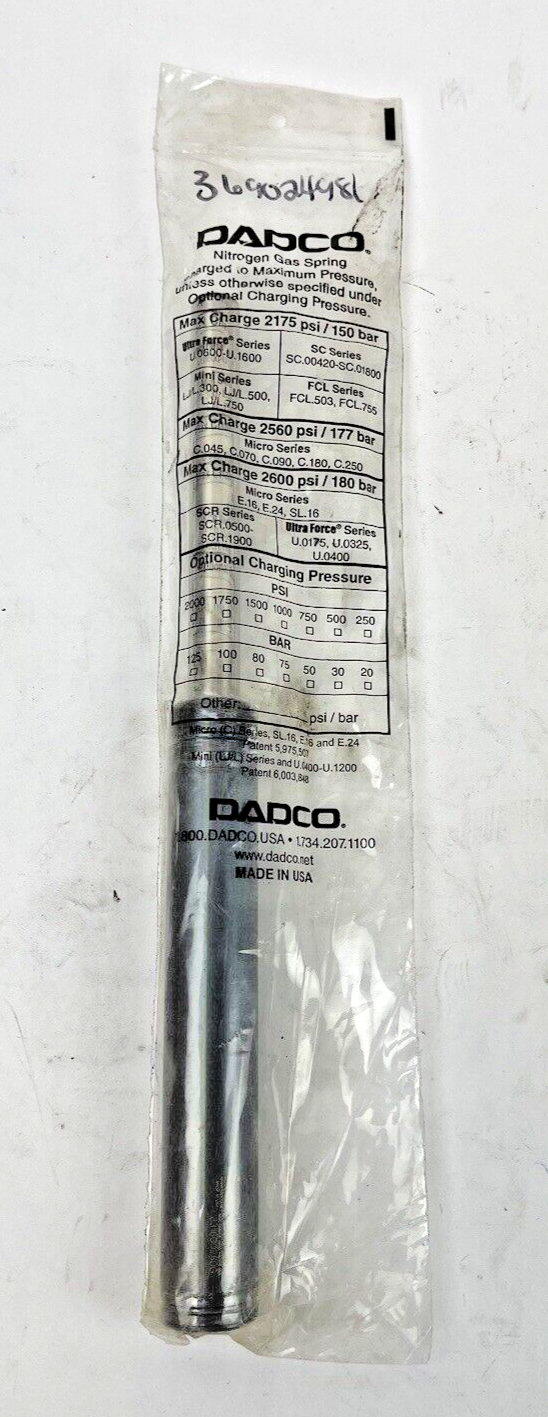 369024981
DADCO®
Nitrogen Gas Spring
Charged to Maximum Pressure,
unless otherwise specified under
Optional Charging Pressure.
Max Charge 2175 psi / 150 bar
Ultra Force® Series SC Series
U.0600-U.1600 SC.00420-SC.01800
Mini Series FCL Series
LJ/L.300, LJ/L.500, FCL.503, FCL.755
LJ/L.750
Max Charge 2560 psi / 177 bar
Micro Series
C.045, C.070, C.090, C.180, C.250
Max Charge 2600 psi / 180 bar
Micro Series
E.16, E.24, SL.16
SCR Series Ultra Force® Series
SCR.0500- U.0175, U.0325,
SCR.1900 U.0400
Optional Charging Pressure
PSI
2000 1750 1500 1000 750 500 250
BAR
125 100 80 75 50 30 20
Other: psi / bar
Micro (C) Series, SL.16, E.16 and E.24
Patent 5,975,507
Mini (LJ/L) Series and U.0400-U.1200
Patent 6,003,848
DADCO®
1.800.DADCO.USA • 1.734.207.1100
www.dadco.net
MADE IN USA